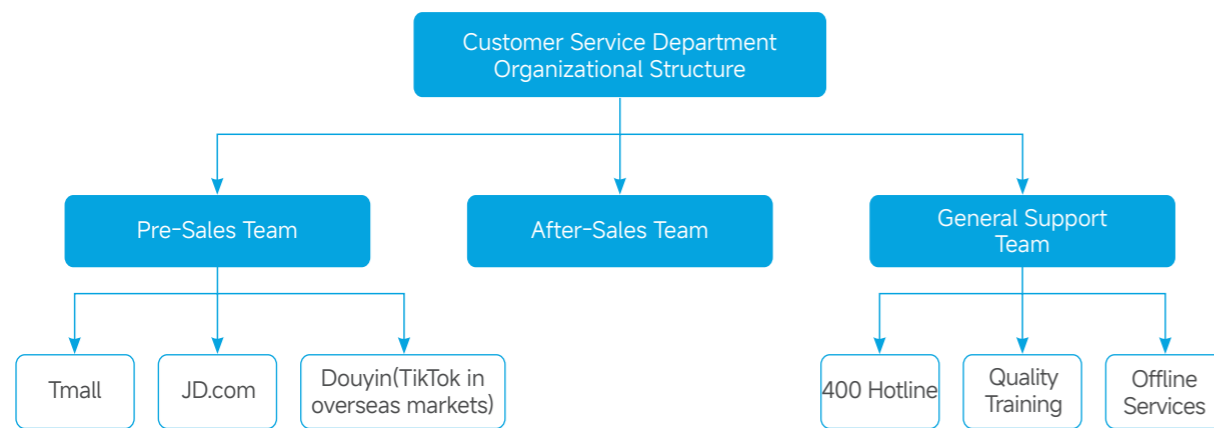 Customer Service Department
Organizational Structure
Pre-Sales Team
After-Sales Team
General Support
Team
Tmall
JD.com
Douyin(TikTok in
overseas markets)
400 Hotline
Quality
Training
Offline
Services